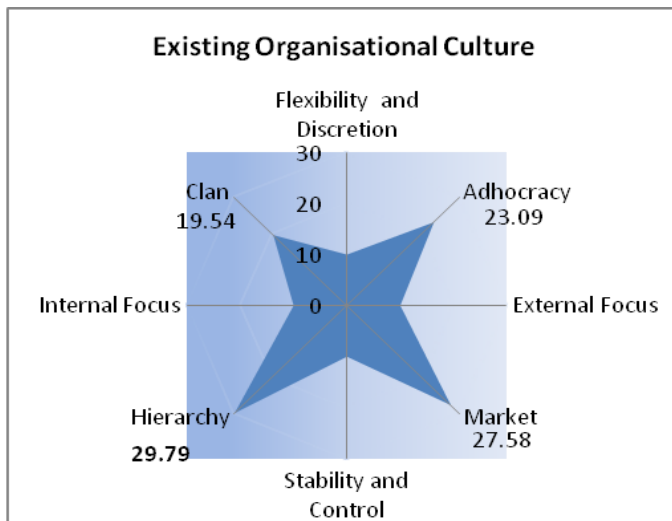 Existing Organisational Culture
Flexibility and
Discretion
30
Clan
19.54
20
Adhocracy
23.09
10
Internal Focus
0
External Focus
Hierarchy
29.79
Market
27.58
Stability and
Control